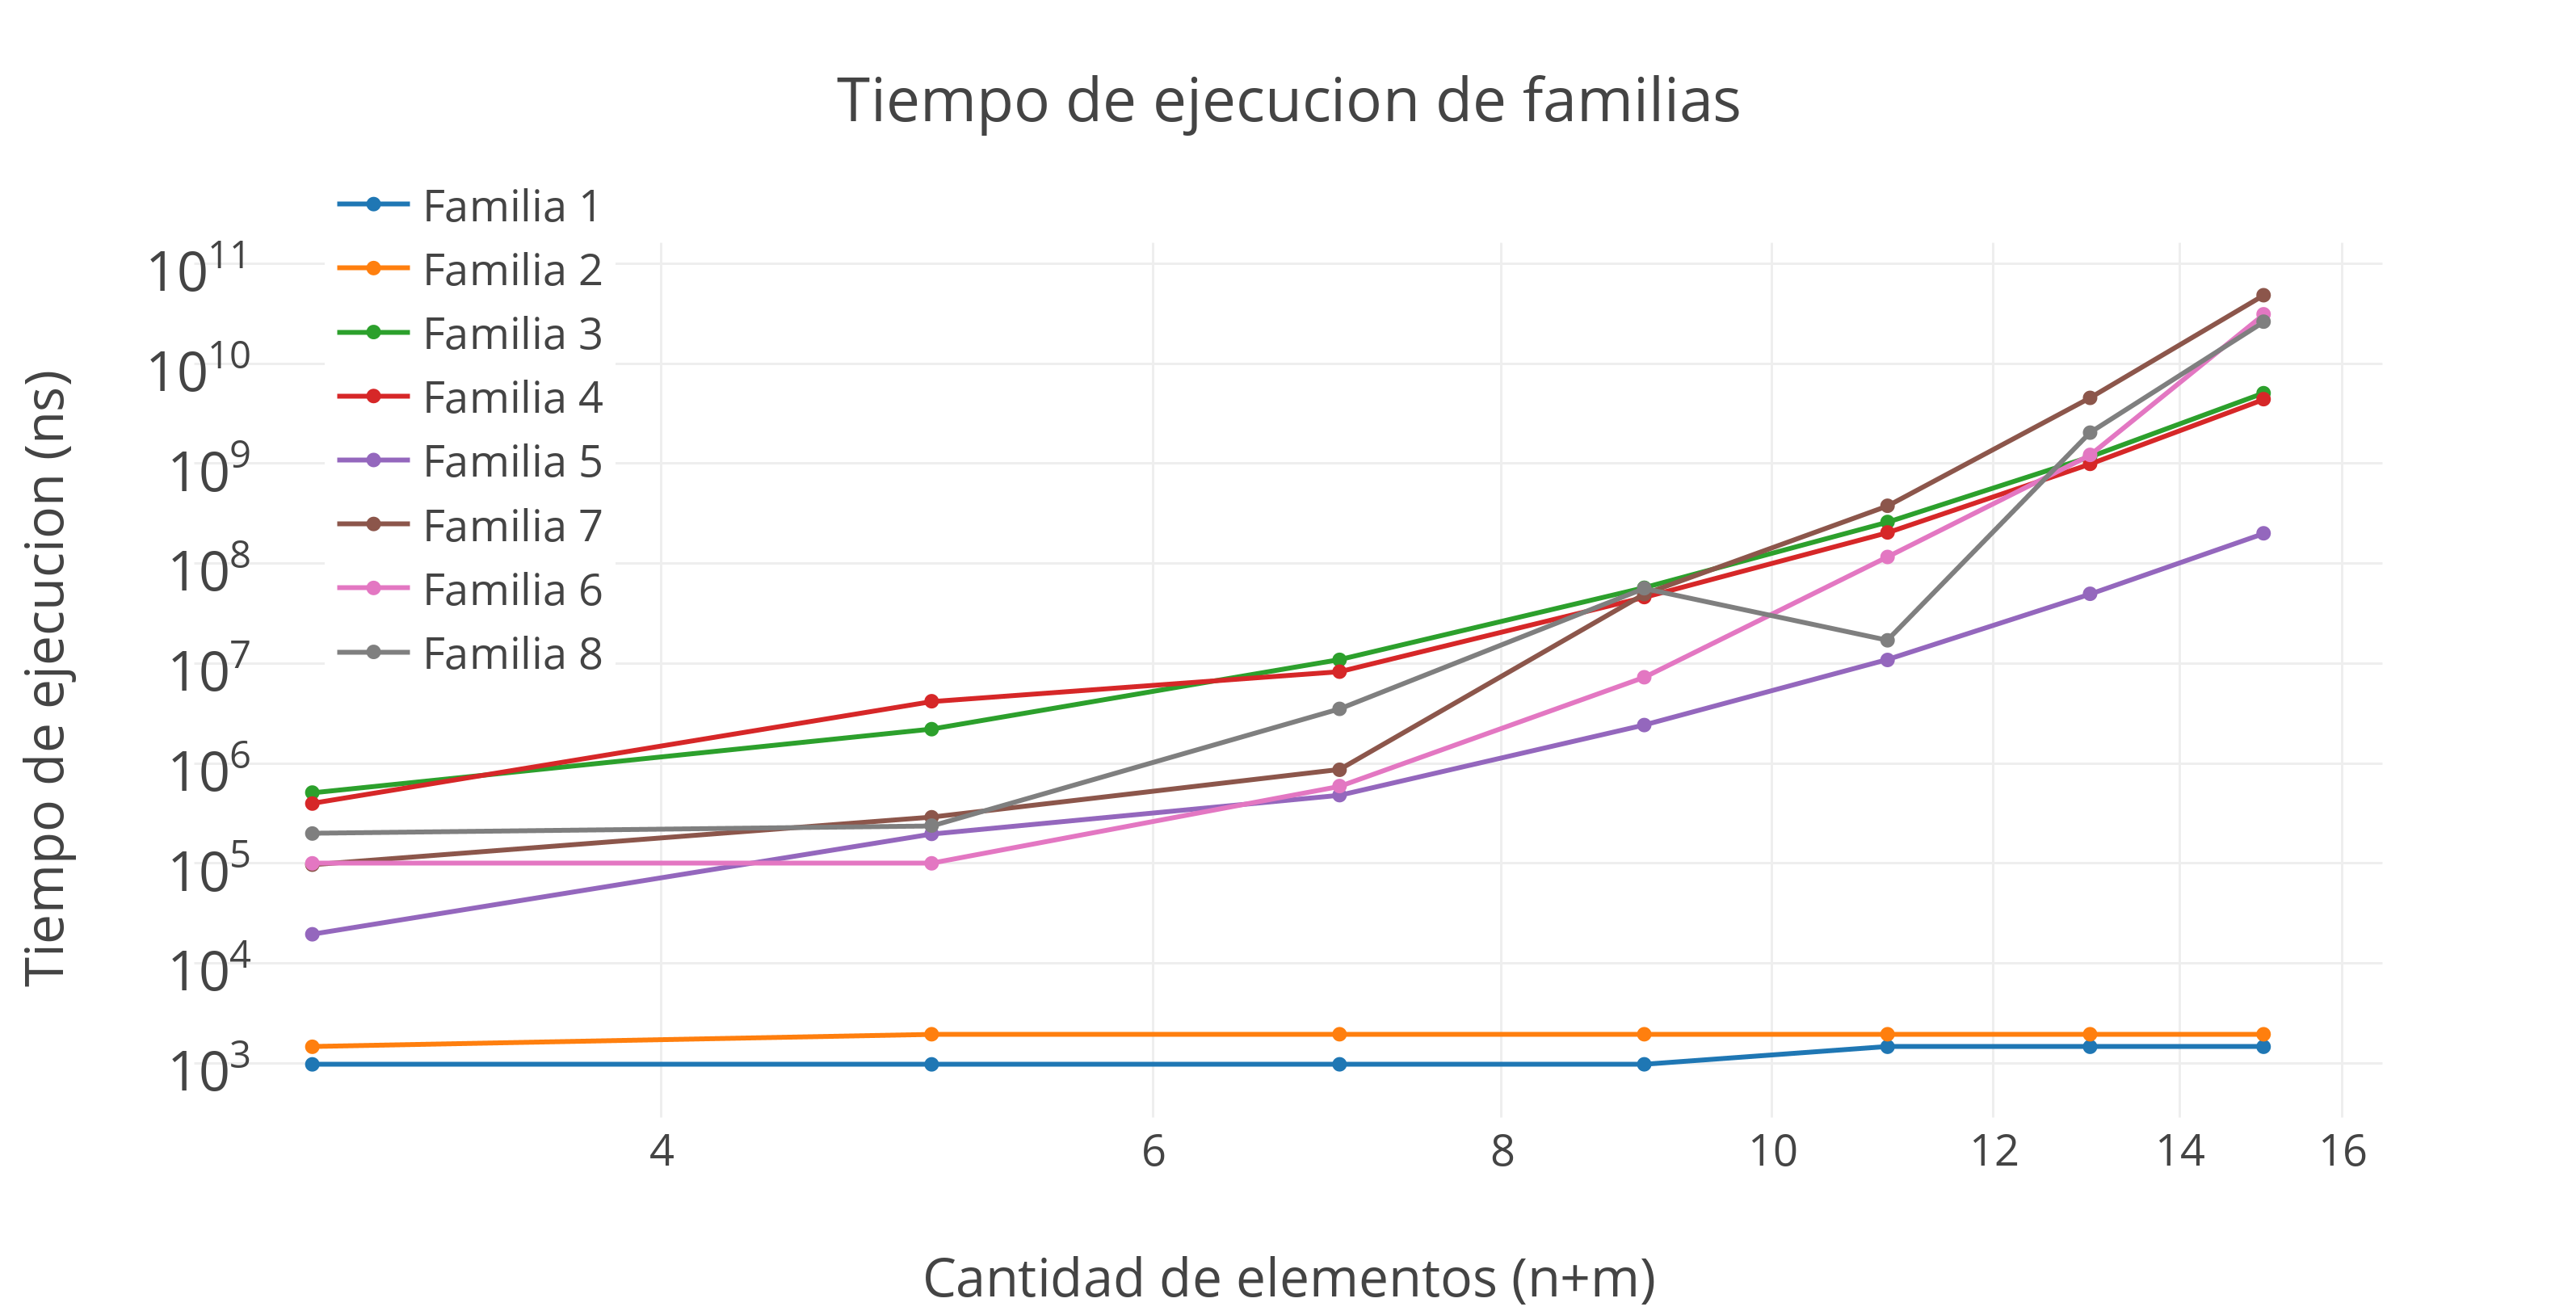 Tiempo de ejecucion de familias
Familia 1
Familia 2
Familia 3
Familia 4
Familia 5
Familia 7
Familia 6
Familia 8
10^11
10^10
10^9
10^8
10^7
10^6
10^5
10^4
10^3
Tiempo de ejecucion (ns)
4 6 8 10 12 14 16
Cantidad de elementos (n+m)